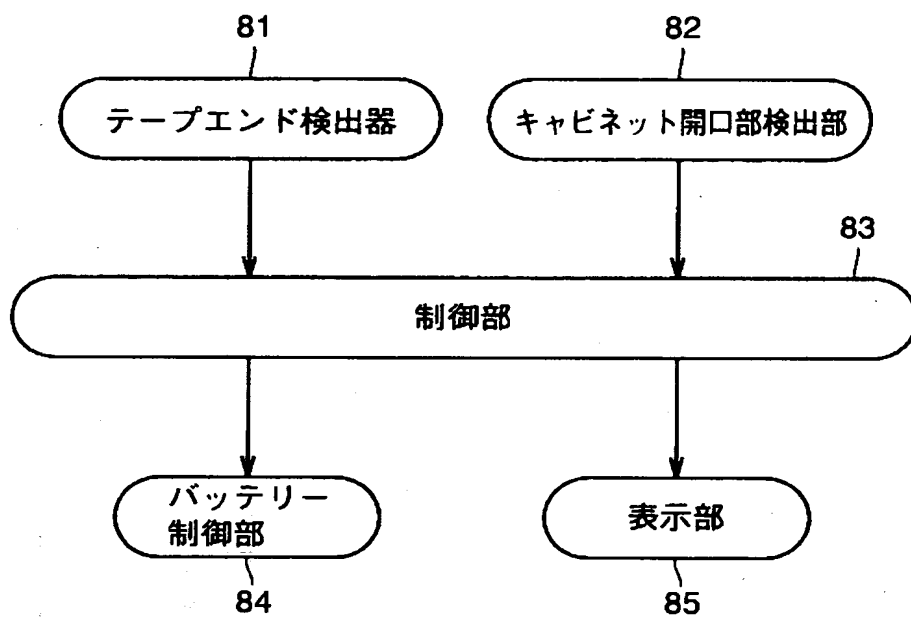 81
82
テープエンド検出器
キャビネット開口部検出部
83
制御部
バッテリー
制御部
表示部
84
85